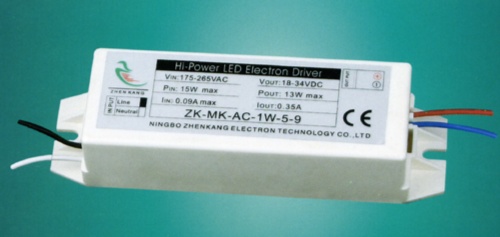 Hi-Power LED Electron Driver
ZHENKANG
VIN:175-265VAC
VOUT:18-34VDC
PIN: 15W max
POUT: 13W max
IIN: 0.09A max
IOUT: 0.35A
INPUT
Line
Neutral
CE
ZK-MK-AC-1W-5-9
NINGBO ZHENKANG ELECTRON TECHNOLOGY CO.,LTD